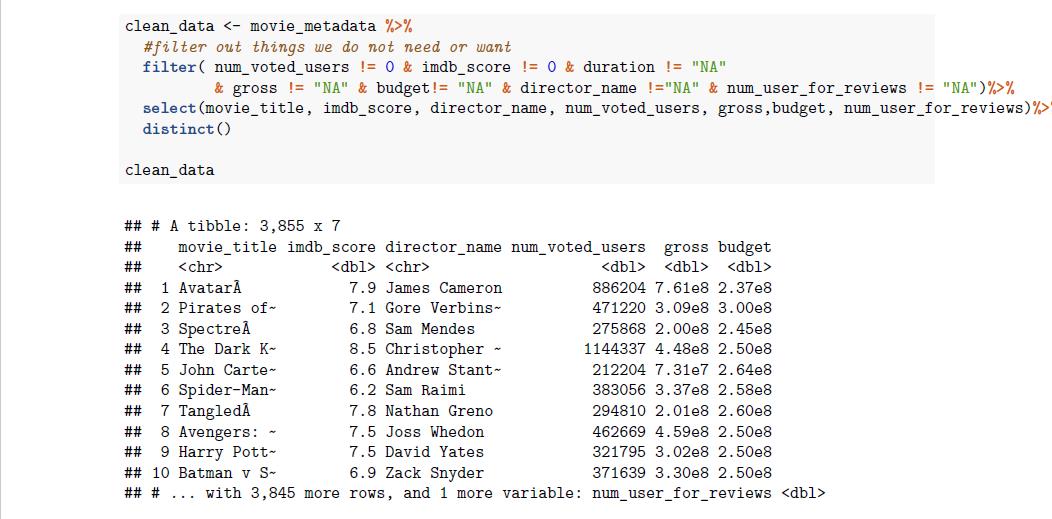 clean_data <- movie_metadata %>%
#filter out things we do not need or want
filter( num_voted_users != 0 & imdb_score != 0 & duration != "NA"
& gross != "NA" & budget!= "NA" & director_name !="NA" & num_user_for_reviews != "NA")%>%
select(movie_title, imdb_score, director_name, num_voted_users, gross,budget, num_user_for_reviews)%>
distinct()
clean_data
## # A tibble: 3,855 x 7
## movie_title imdb_score director_name num_voted_users gross budget
## <chr> <dbl> <chr> <dbl> <dbl> <dbl>
## 1 AvatarÂ 7.9 James Cameron 886204 7.61e8 2.37e8
## 2 Pirates of~ 7.1 Gore Verbins~ 471220 3.09e8 3.00e8
## 3 SpectreÂ 6.8 Sam Mendes 275868 2.00e8 2.45e8
## 4 The Dark K~ 8.5 Christopher ~ 1144337 4.48e8 2.50e8
## 5 John Carte~ 6.6 Andrew Stant~ 212204 7.31e7 2.64e8
## 6 Spider-Man~ 6.2 Sam Raimi 383056 3.37e8 2.58e8
## 7 TangledÂ 7.8 Nathan Greno 294810 2.01e8 2.60e8
## 8 Avengers: ~ 7.5 Joss Whedon 462669 4.59e8 2.50e8
## 9 Harry Pott~ 7.5 David Yates 321795 3.02e8 2.50e8
## 10 Batman v S~ 6.9 Zack Snyder 371639 3.30e8 2.50e8
## # ... with 3,845 more rows, and 1 more variable: num_user_for_reviews <dbl>